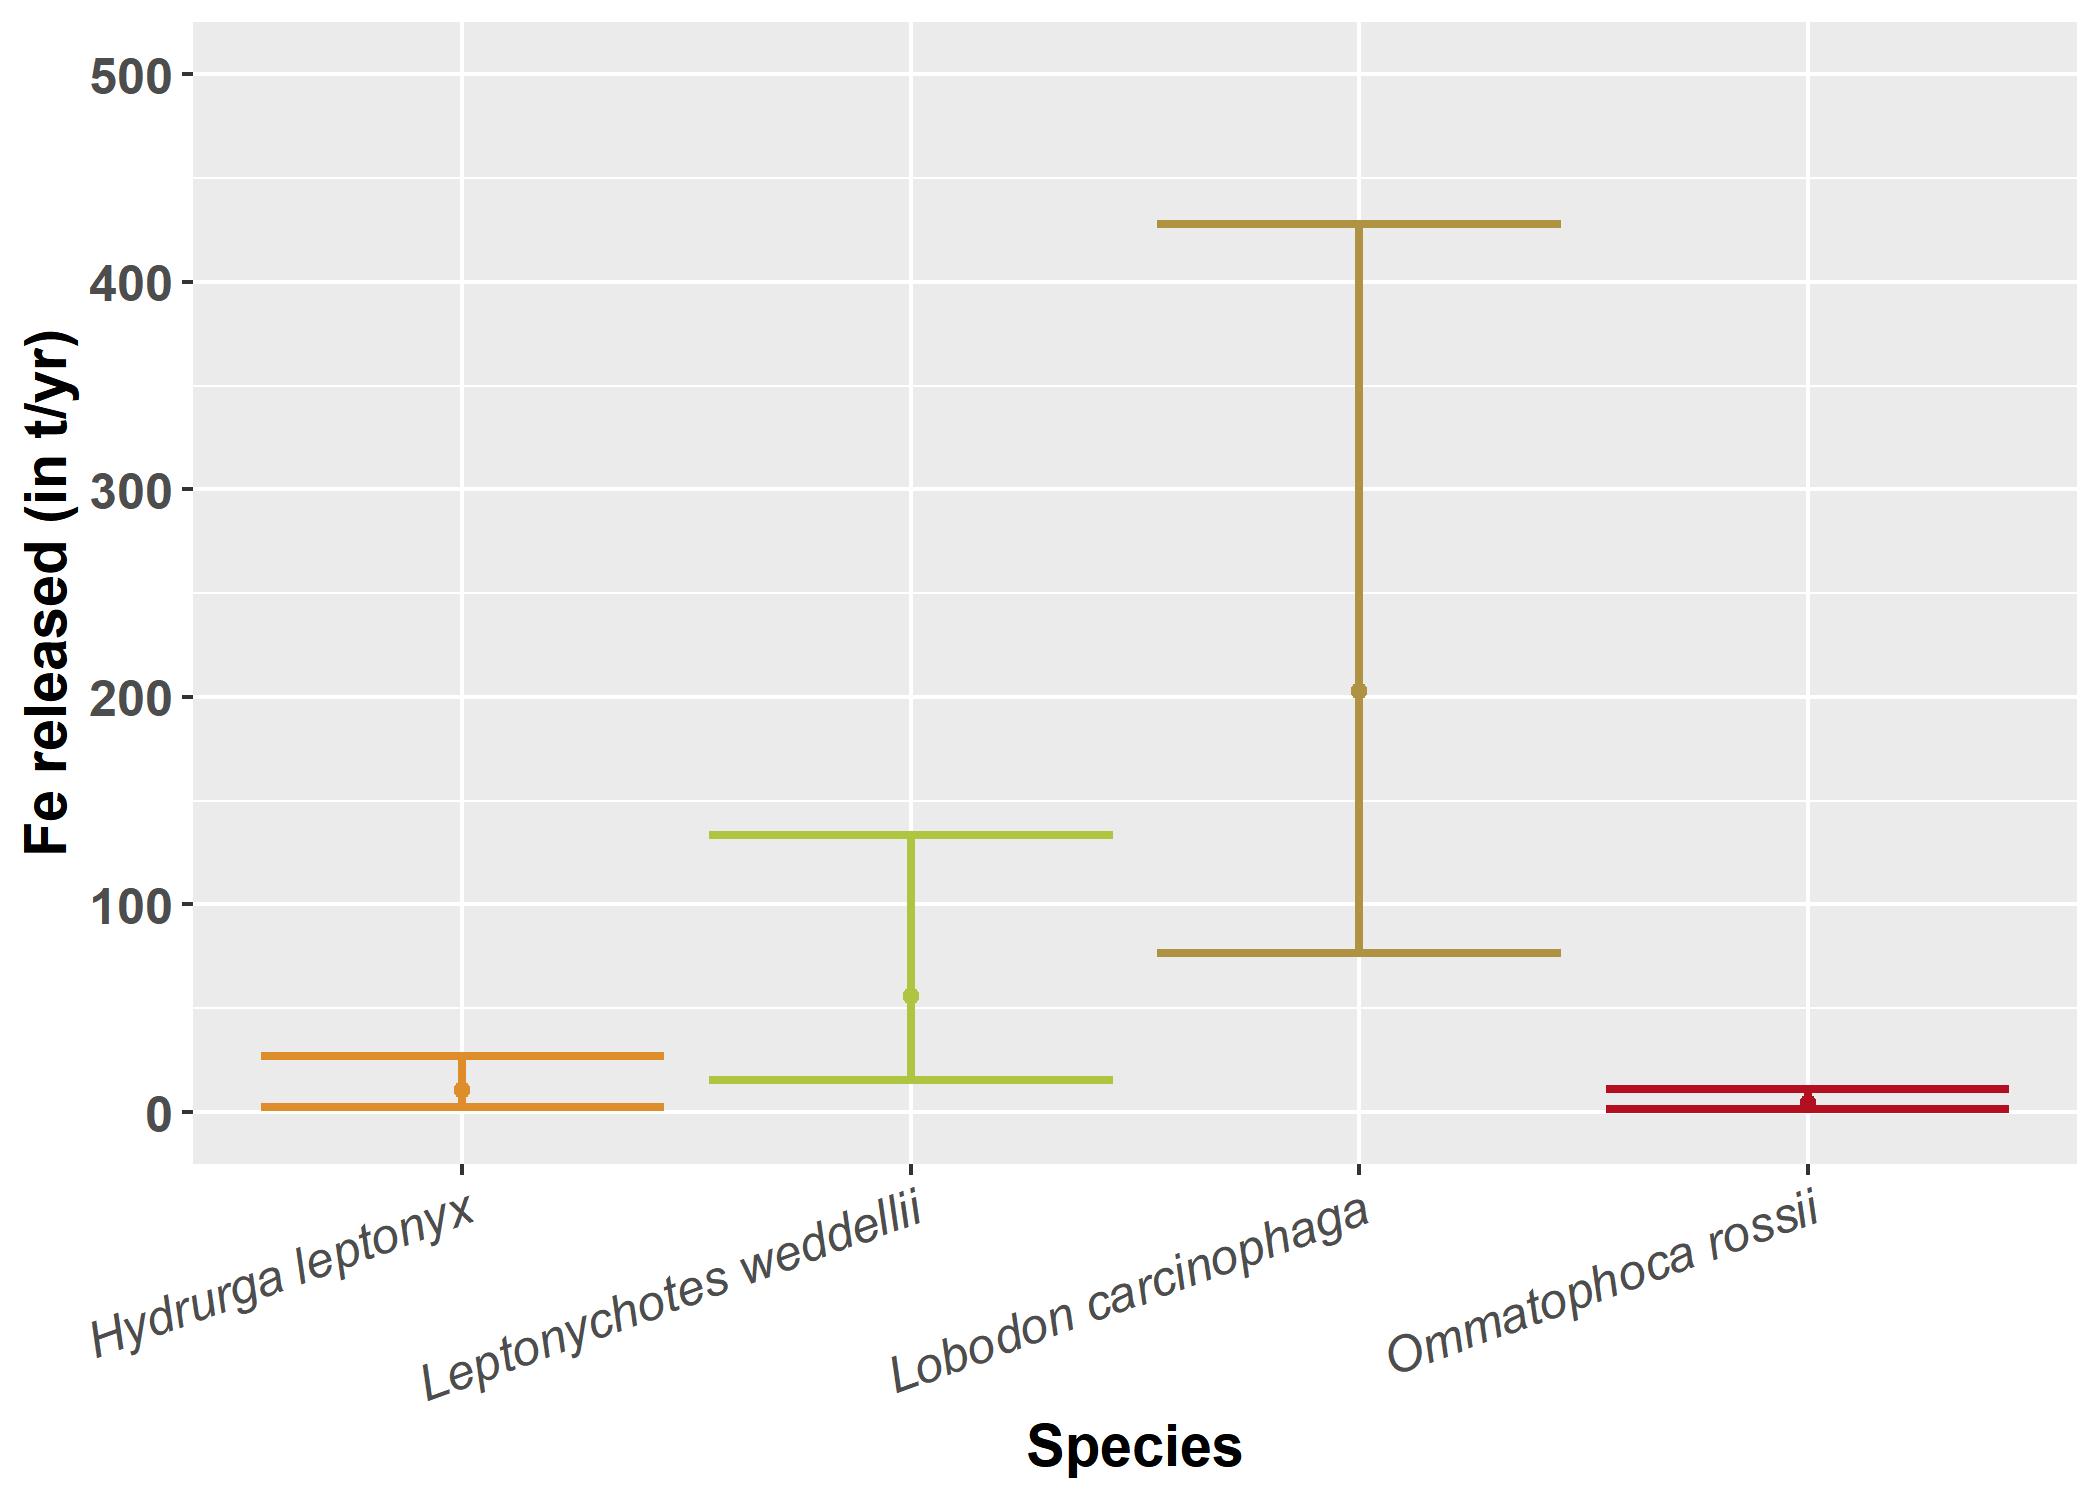 Fe released (in t/yr)
500
400
300
200
100
0
Hydrurga leptonyx
Leptonychotes weddellii
Lobodon carcinophaga
Ommatophoca rossii
Species